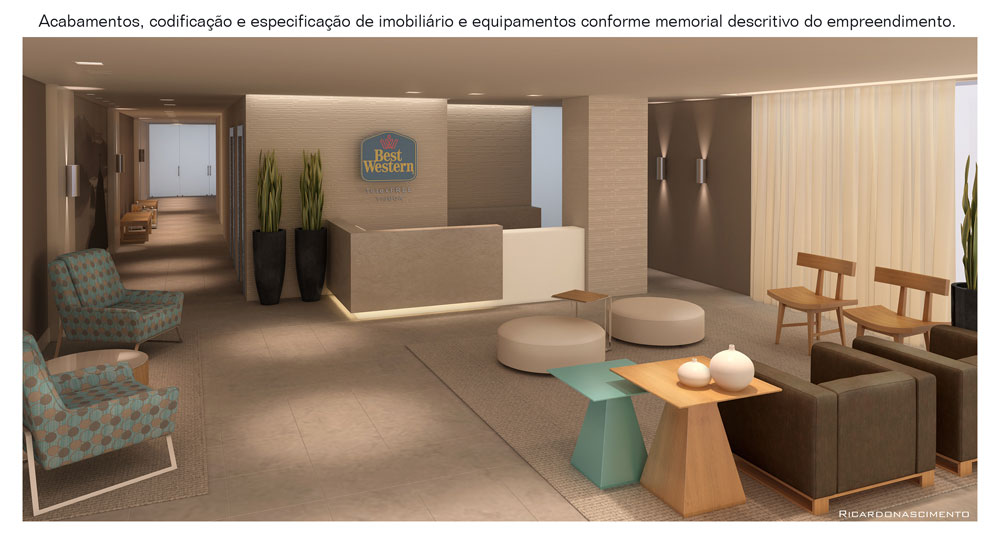 Acabamentos, codificação e especificação de imobiliário e equipamentos conforme memorial descritivo do empreendimento.
Best
Western
RICARDONASCIMENTO